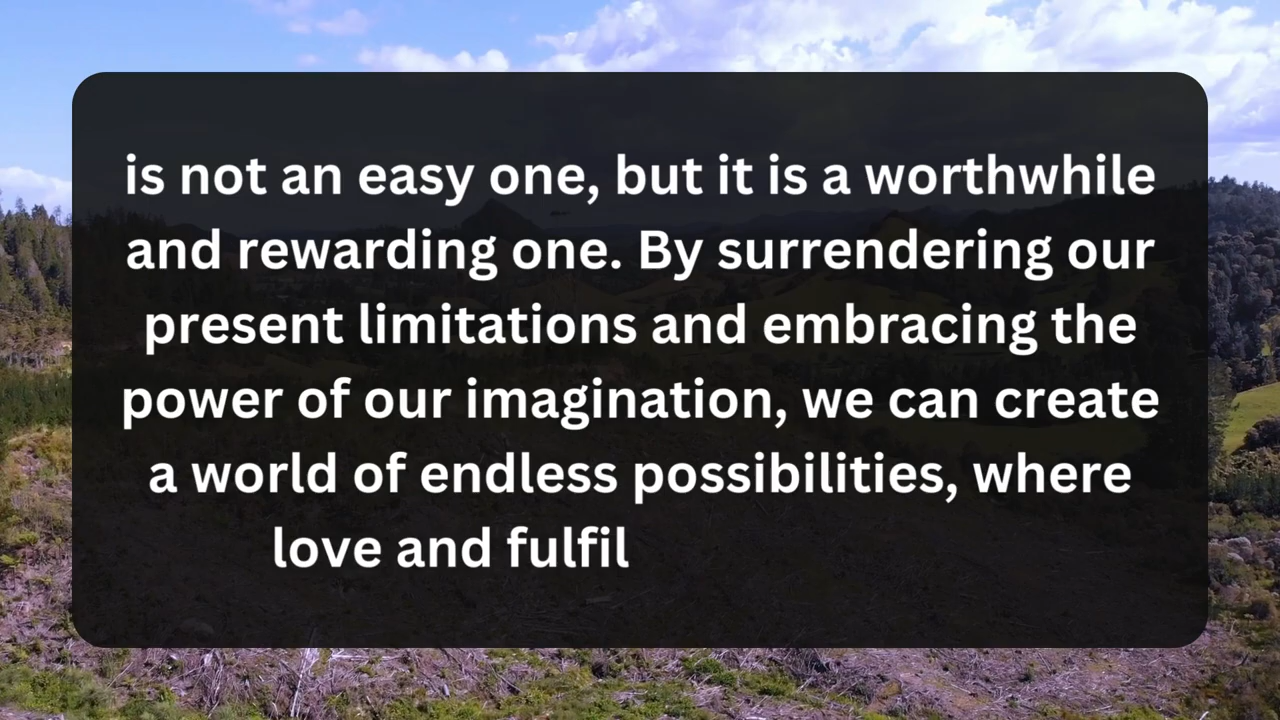 is not an easy one, but it is a worthwhile
and rewarding one. By surrendering our
present limitations and embracing the
power of our imagination, we can create
a world of endless possibilities, where
love and fulfil